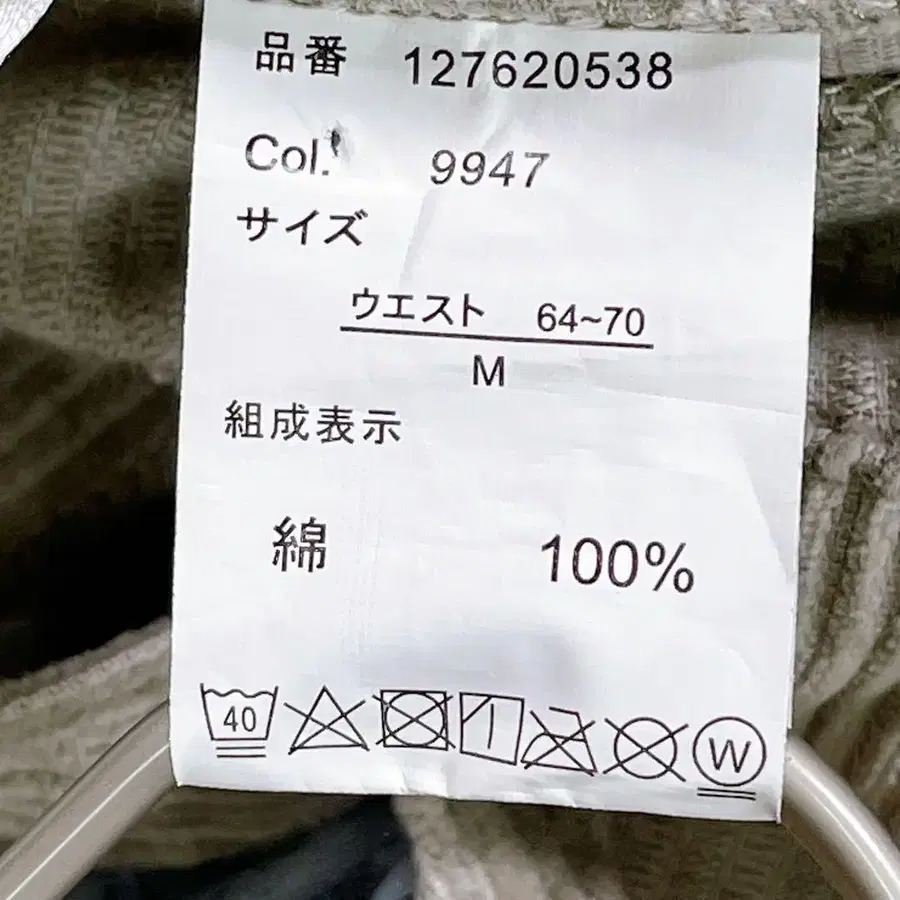 品番 127620538
Col. 9947
サイズ
ウエスト 64~70
M
組成表示
綿 100%
40 W